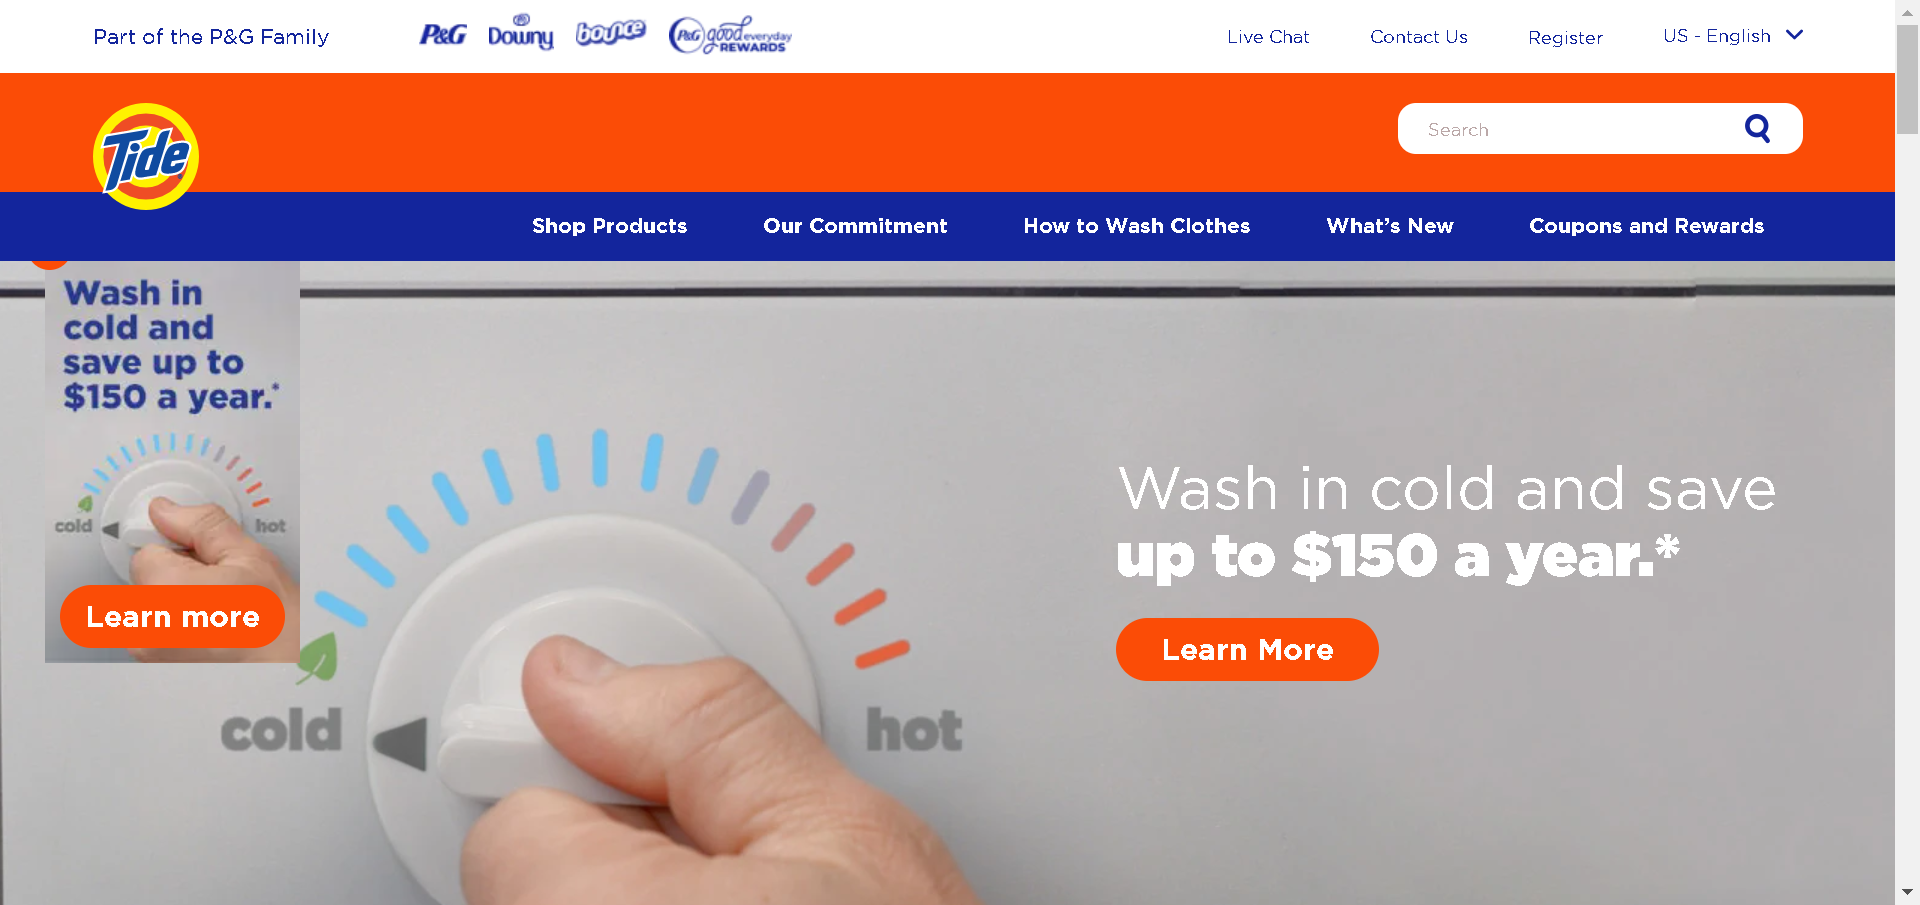 Part of the P&G Family
P&G
Downy
bounce
P&G good everyday
REWARDS
Live Chat
Contact Us
Register
US - English
Tide
Search
Shop Products
Our Commitment
How to Wash Clothes
What's New
Coupons and Rewards
Wash in
cold and
save up to
$150 a year.*
cold
hot
Learn more
cold
hot
Wash in cold and save
up to $150 a year.*
Learn More